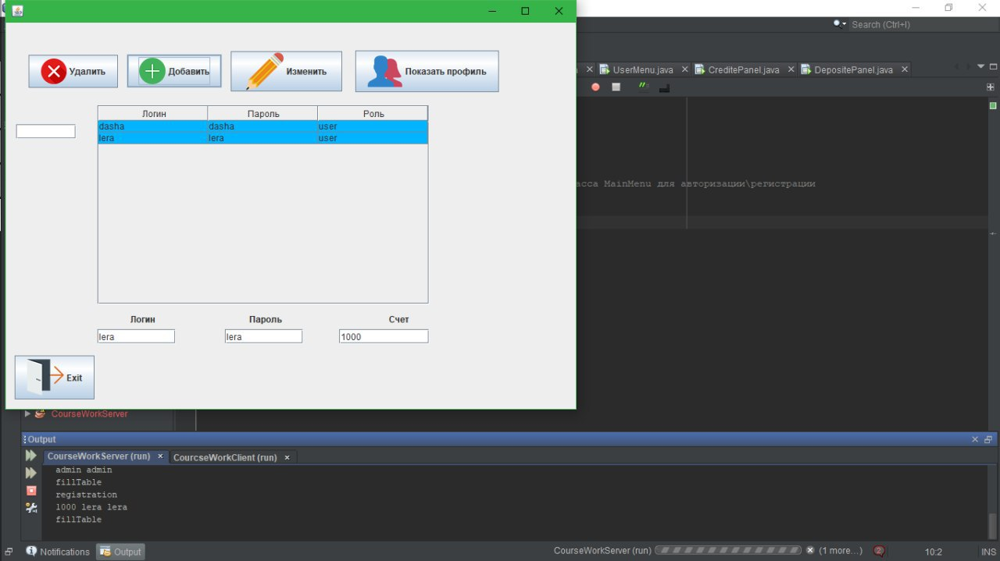 Search (Ctrl+I)
Удалить
Добавить
Изменить
Показать профиль
UserMenu.java
CreditePanel.java
DepositePanel.java
Логин Пароль Роль
dasha dasha user
lera lera user
MainMenu для авторизации\регистрации
Логин Пароль Счет
lera lera 1000
Exit
CourseWorkServer
Output
CourseWorkServer (run) CourcseWorkClient (run)
admin admin
fillTable
registration
1000 lera lera
fillTable
Notifications Output CourseWorkServer (run) (1 more...) 2 10:2 INS